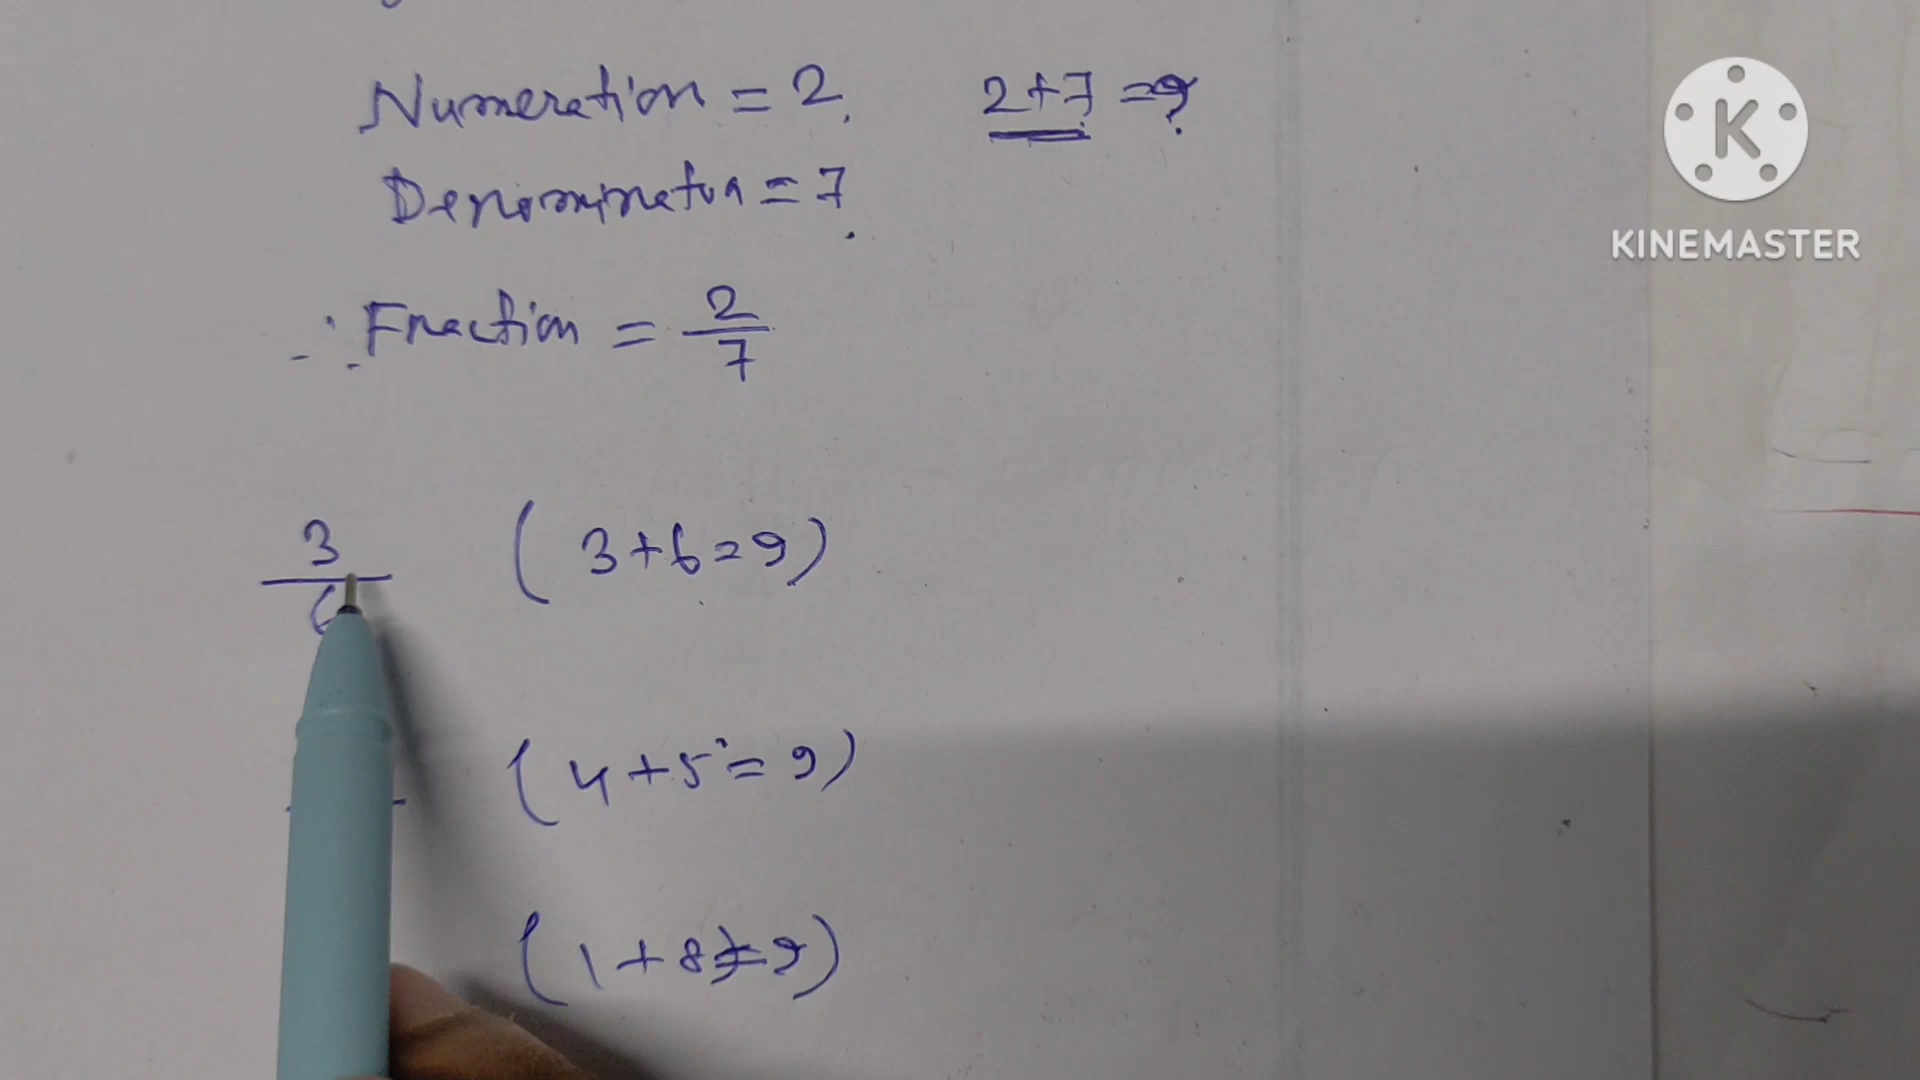 Numeration = 2. 2+7 = 9.
Denominator = 7.
∴ Fraction = 2/7
3/6 (3+6=9)
(4+5=9)
(1+8=9)
K
KINEMASTER